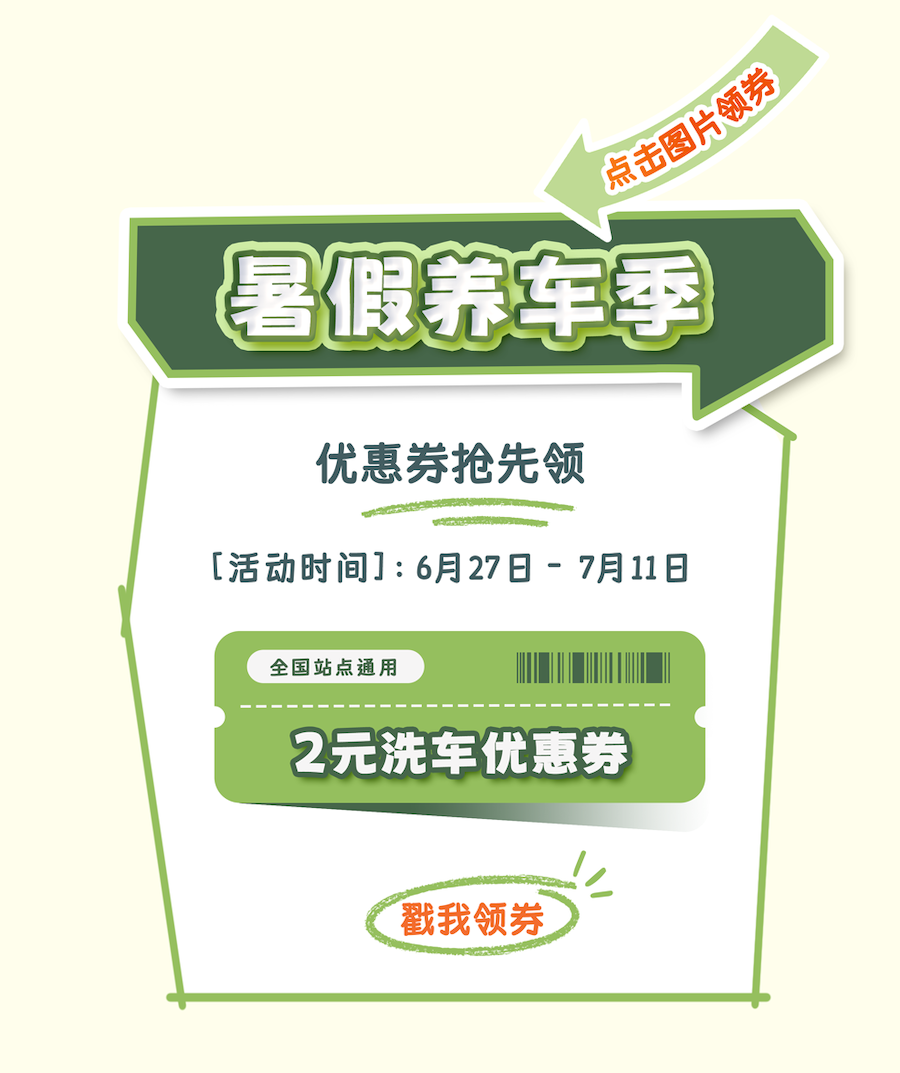 点击图片领券
暑假养车季
优惠券抢先领
[活动时间]: 6月27日 - 7月11日
全国站点通用
2元洗车优惠券
戳我领券